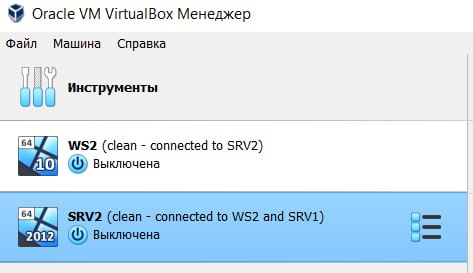 Oracle VM VirtualBox Менеджер
Файл Машина Справка
Инструменты
64
10
WS2 (clean - connected to SRV2)
Выключена
64
2012
SRV2 (clean - connected to WS2 and SRV1)
Выключена